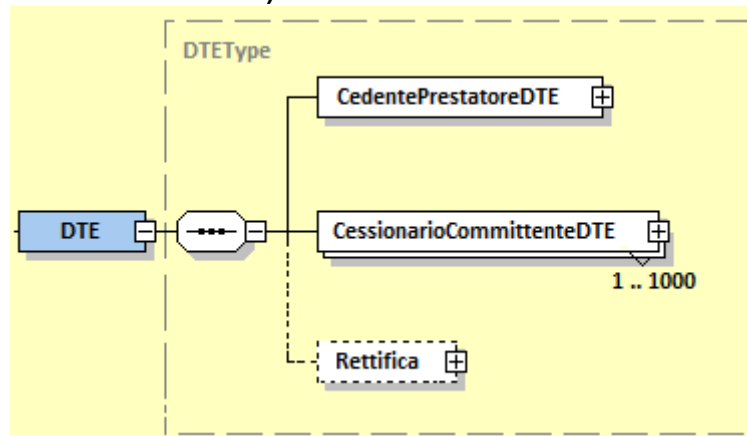 DTEType
CedentePrestatoreDTE
DTE
CessionarioCommittenteDTE
1 .. 1000
Rettifica